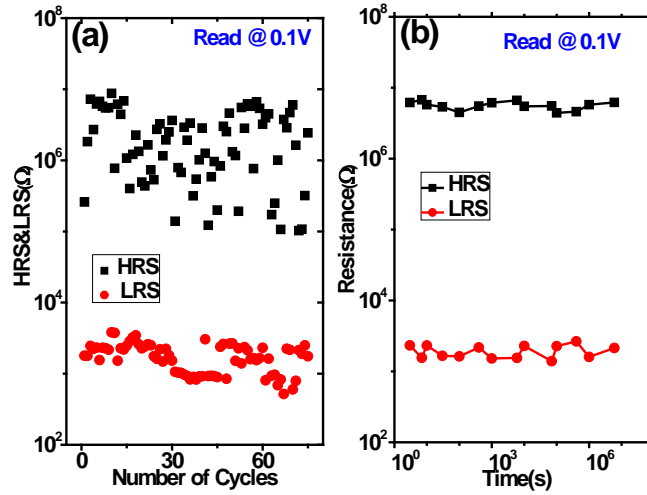 (a)
Read @ 0.1V
HRS&LRS(Ω)
10⁸
10⁶
10⁴
10²
HRS
LRS
0
30
60
Number of Cycles
(b)
Read @ 0.1V
Resistance(Ω)
10⁸
10⁶
10⁴
10²
HRS
LRS
10⁰
10³
10⁶
Time(s)